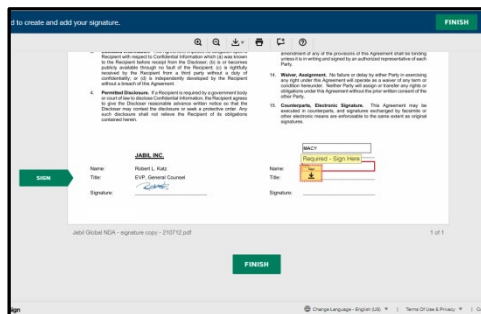 d to create and add your signature.
FINISH
Recipient with respect to Confidential Information which (a) was known
to the Recipient before receipt from the Discloser; (b) is or becomes
publicly available through no fault of the Recipient; (c) is rightfully
received by the Recipient from a third party without a duty of
confidentiality; or (d) is independently developed by the Recipient
without a breach of this Agreement.
4. Permitted Disclosure. If a Recipient is required by a government body
or court of law to disclose Confidential Information, the Recipient agrees
to give the Discloser reasonable advance written notice so that the
Discloser may contest the disclosure or seek a protective order. Any
such disclosure shall not relieve the Recipient of its obligations
contained herein.
amendment of any of the provisions of this Agreement shall be binding
unless it is in writing and signed by an authorized representative of each
Party.
14. Waiver, Assignment. No failure or delay by either Party in exercising
any right under this Agreement will operate as a waiver of any term or
condition hereunder. Neither Party will assign or transfer any rights or
obligations under this Agreement without the prior written consent of the
other Party.
15. Counterparts, Electronic Signature. This Agreement may be
executed in counterparts, and signatures exchanged by facsimile or
other electronic means are enforceable to the same extent as original
signatures.
JABIL INC.
Name: Robert L. Katz
Title: EVP, General Counsel
Signature:
MACY
Required - Sign Here
Name:
Title:
Signature:
SIGN
Jabil Global NDA - signature copy - 210712.pdf
1 of 1
FINISH
Sign
Change Language - English (US) | Terms Of Use & Privacy |